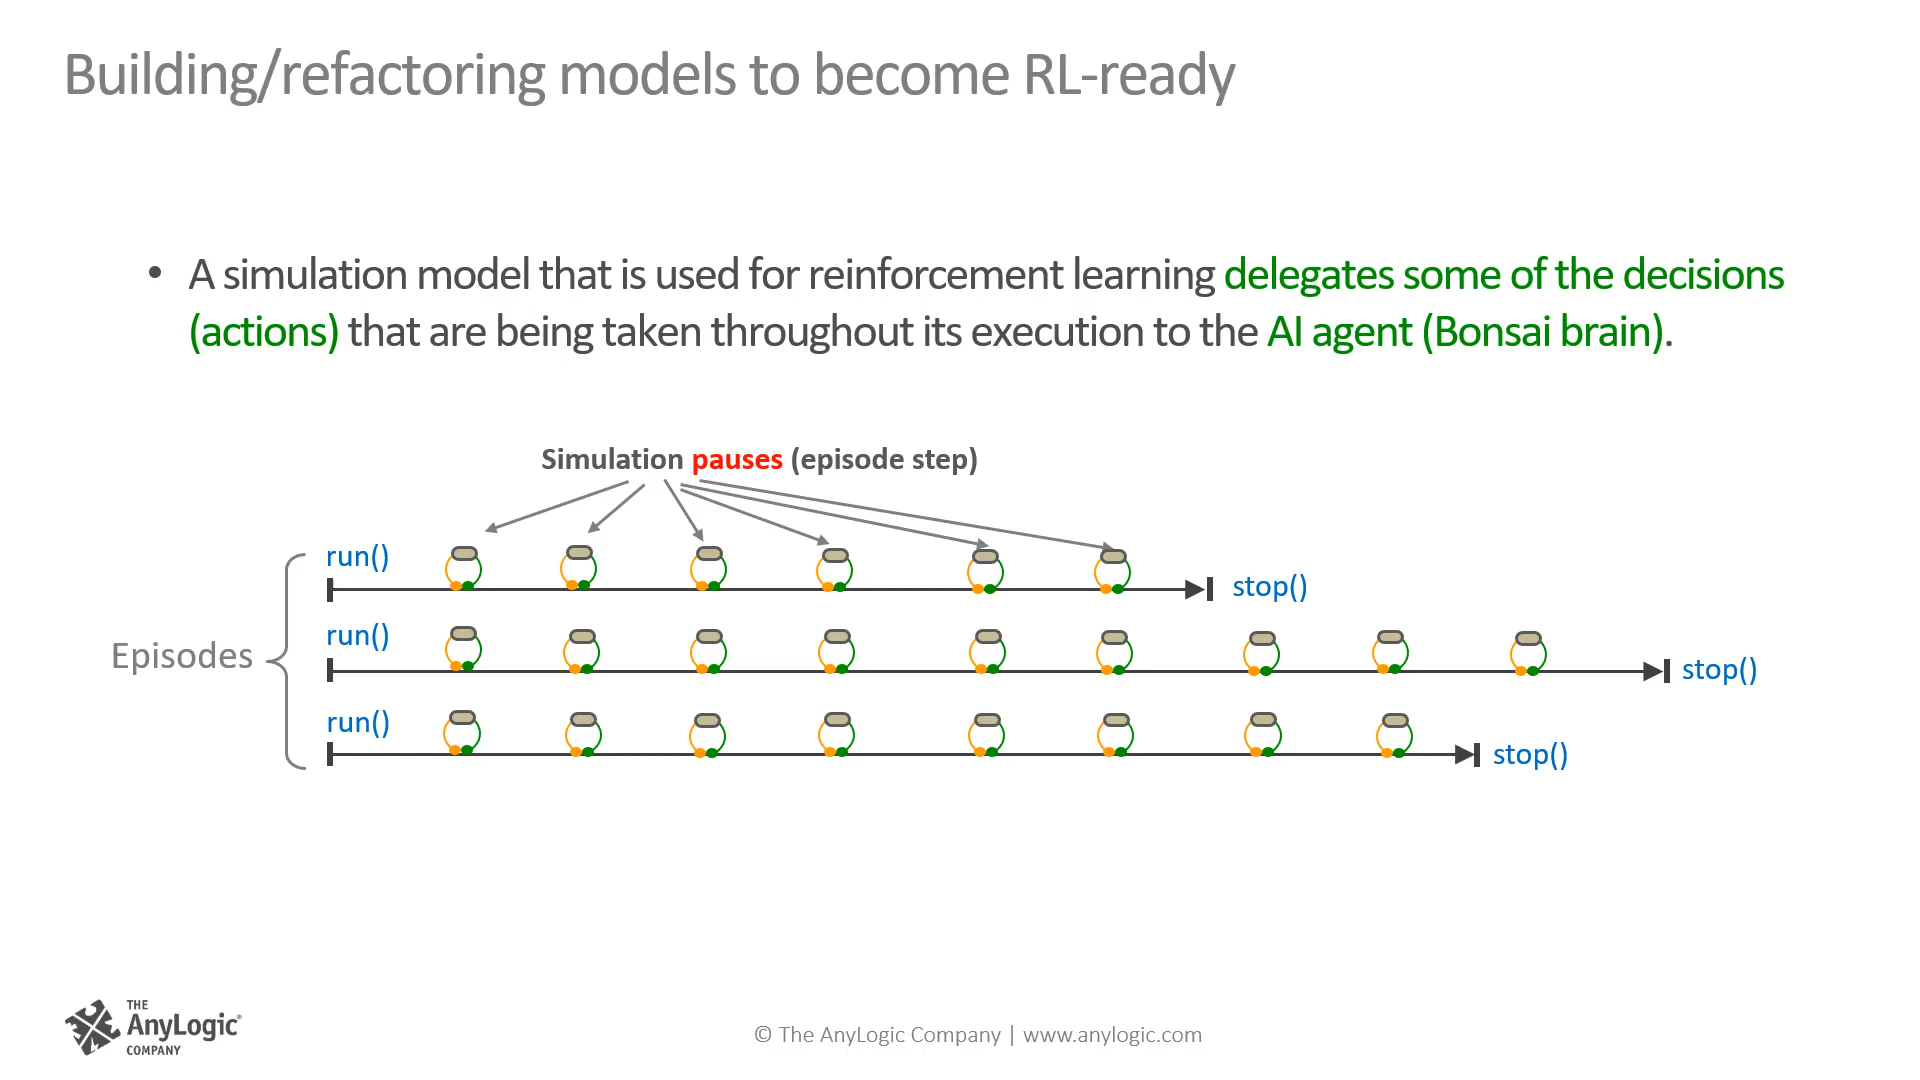 Building/refactoring models to become RL-ready
• A simulation model that is used for reinforcement learning delegates some of the decisions
(actions) that are being taken throughout its execution to the AI agent (Bonsai brain).
Simulation pauses (episode step)
run()
stop()
Episodes
run()
stop()
run()
stop()
THE
AnyLogic®
COMPANY
© The AnyLogic Company | www.anylogic.com